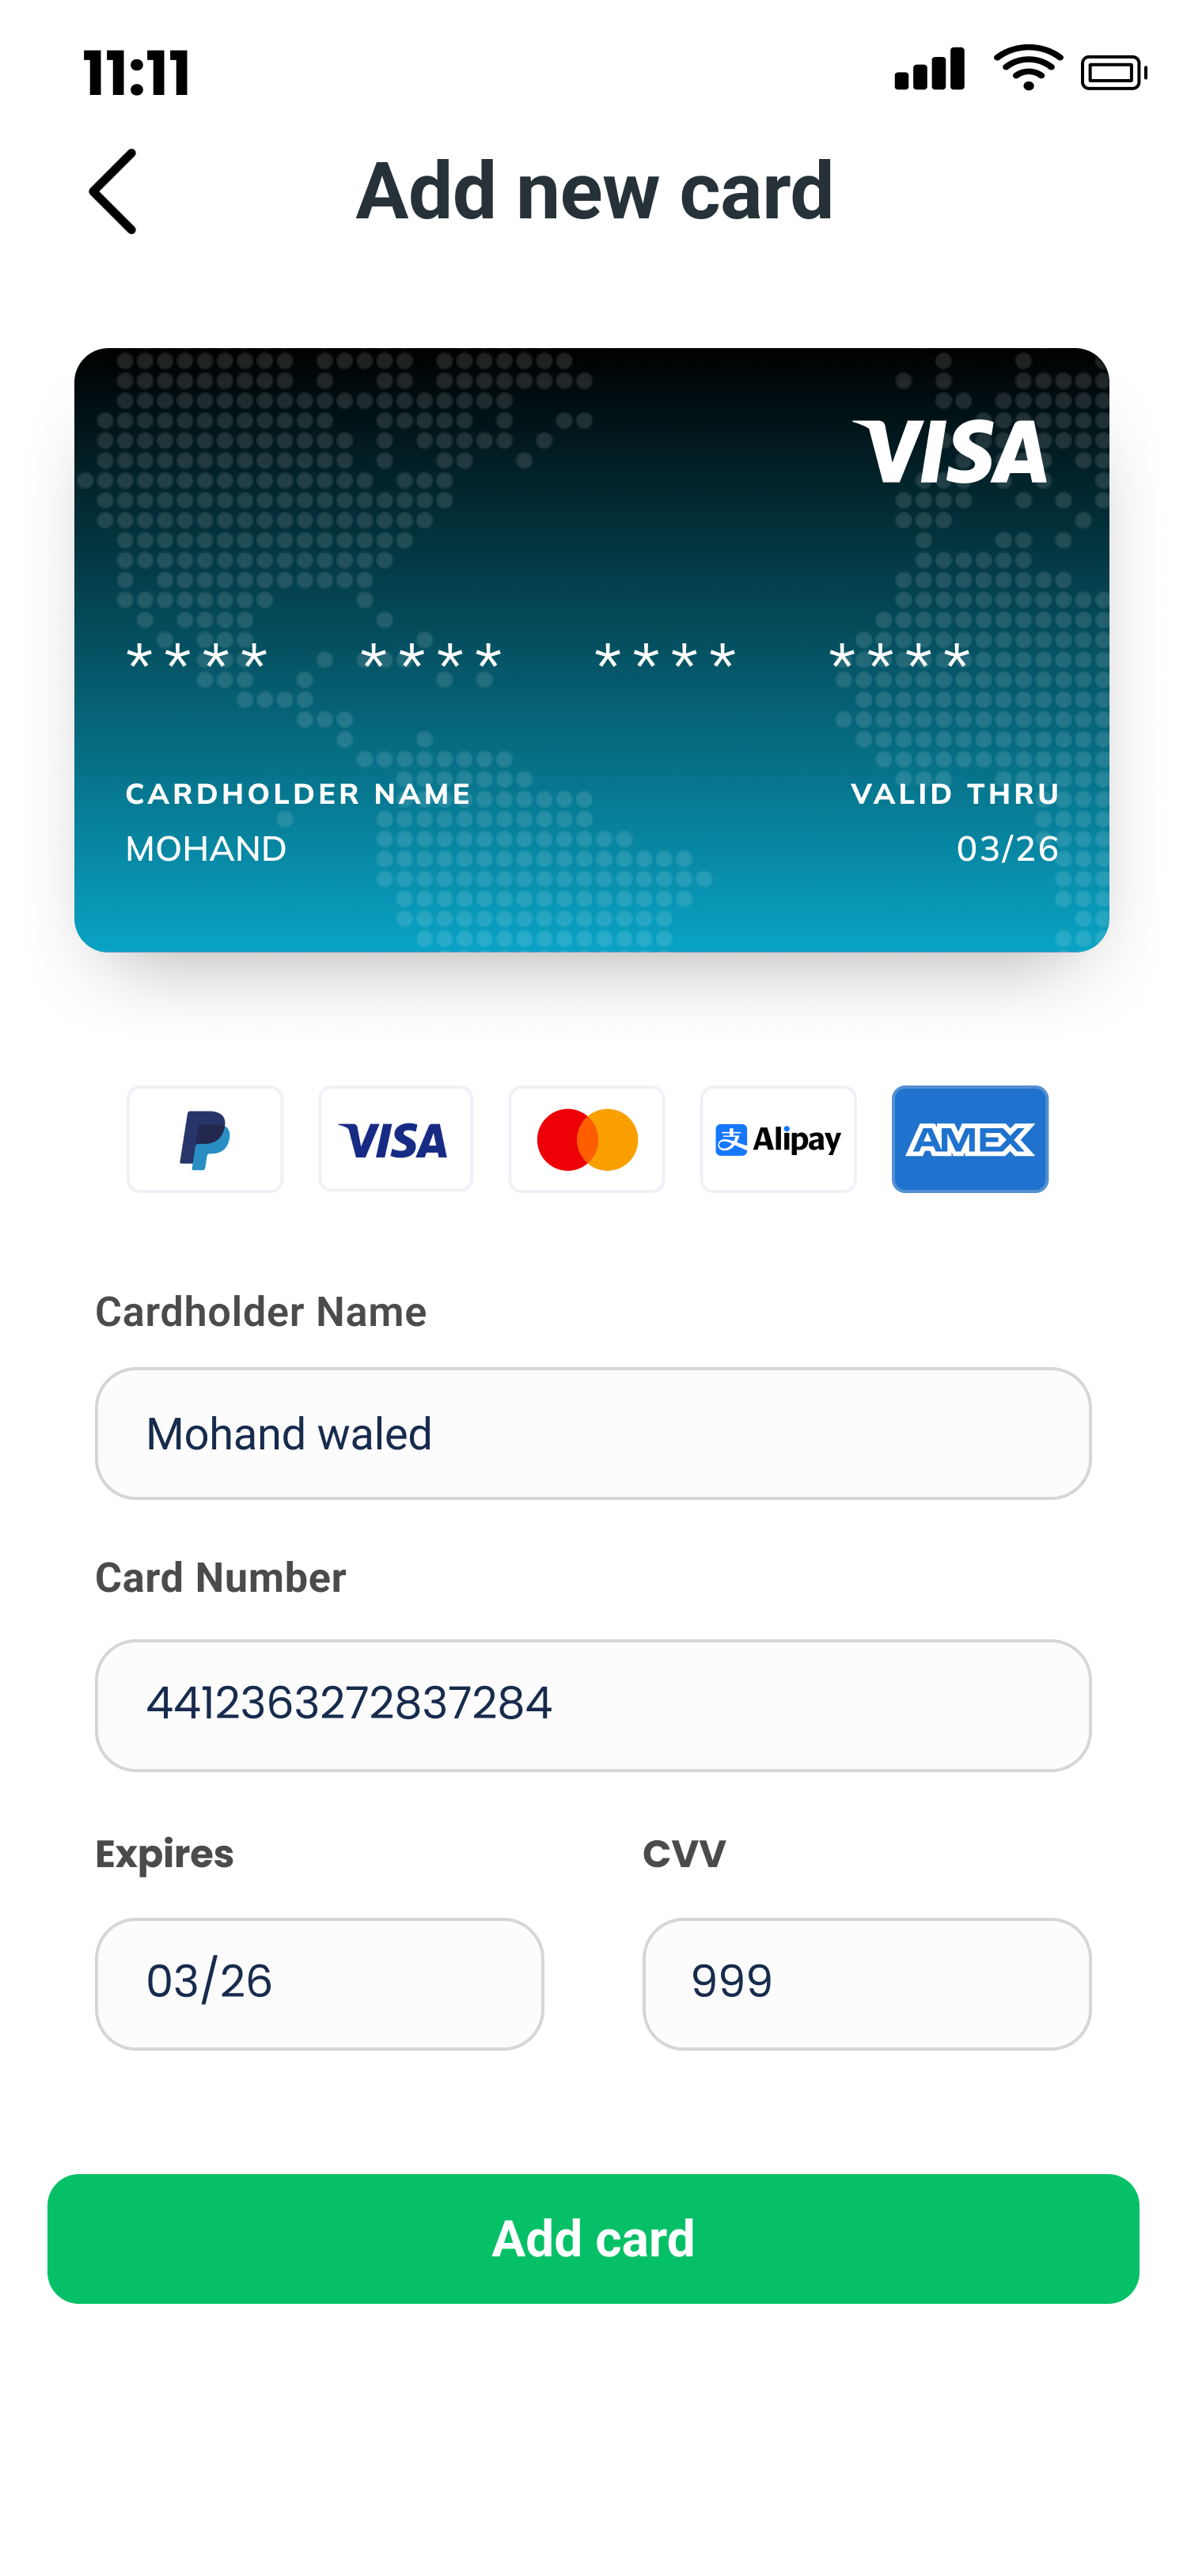 11:11
Add new card
VISA
**** **** **** ****
CARDHOLDER NAME VALID THRU
MOHAND 03/26
VISA 支 Alipay AMEX
Cardholder Name
Mohand waled
Card Number
4412363272837284
Expires CVV
03/26 999
Add card